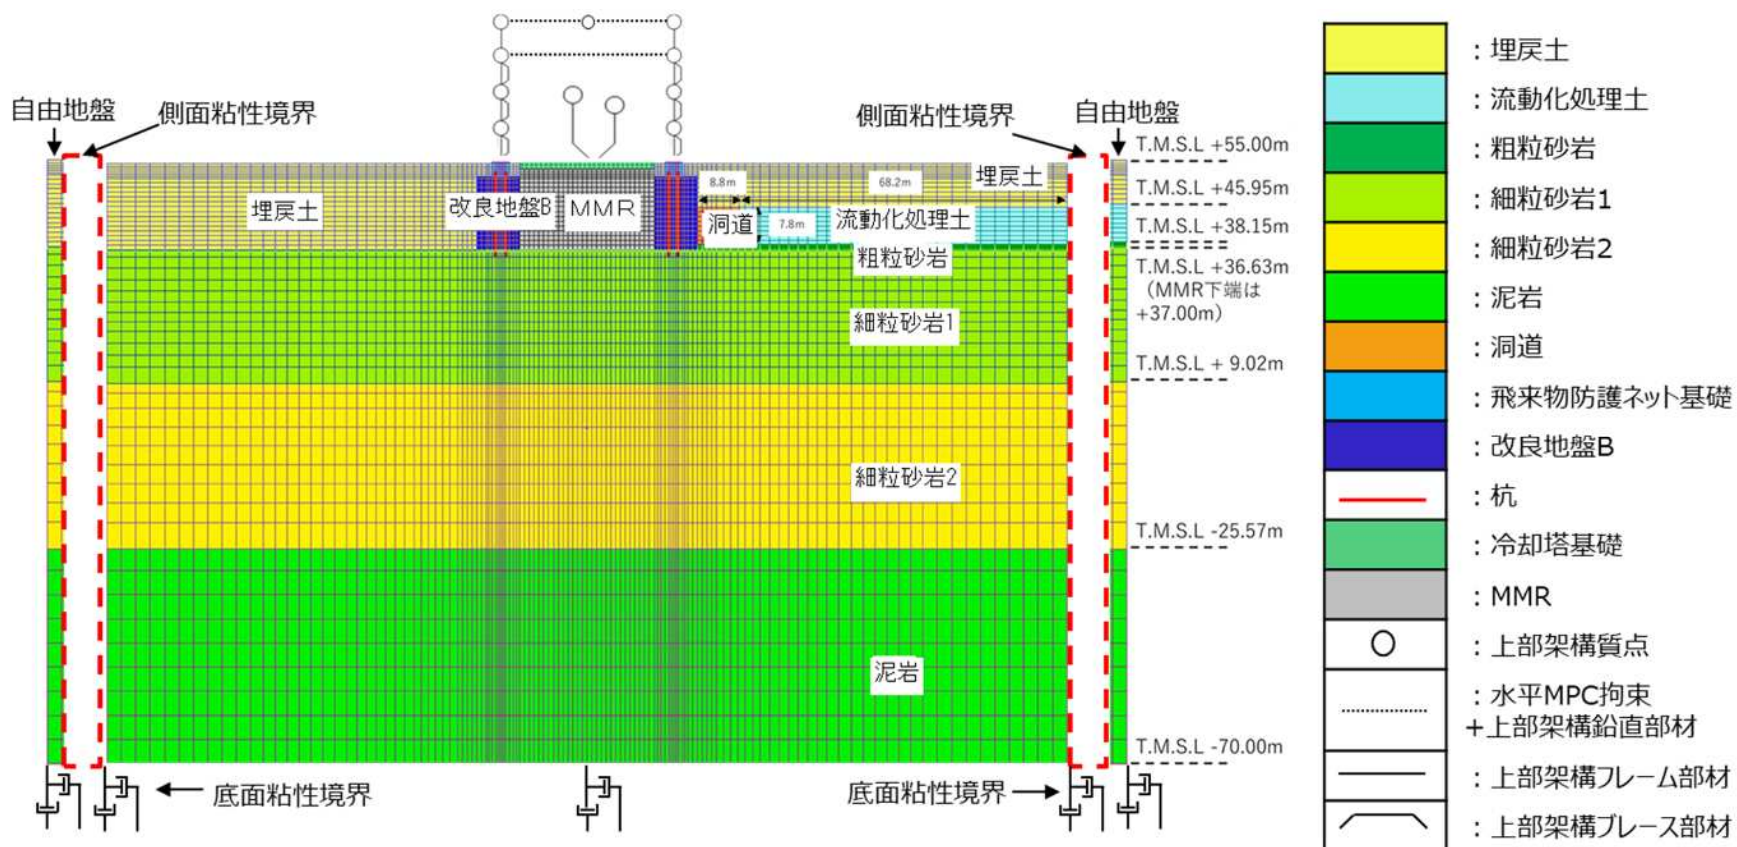 自由地盤
側面粘性境界
側面粘性境界
自由地盤
T.M.S.L +55.00m
T.M.S.L +45.95m
T.M.S.L +38.15m
T.M.S.L +36.63m
（MMR下端は
+37.00m）
T.M.S.L + 9.02m
T.M.S.L -25.57m
T.M.S.L -70.00m
埋戻土
改良地盤B
MMR
8.8m
68.2m
埋戻土
洞道
7.8m
流動化処理土
粗粒砂岩
細粒砂岩1
細粒砂岩2
泥岩
底面粘性境界
底面粘性境界
：埋戻土
：流動化処理土
：粗粒砂岩
：細粒砂岩1
：細粒砂岩2
：泥岩
：洞道
：飛来物防護ネット基礎
：改良地盤B
：杭
：冷却塔基礎
：MMR
：上部架構質点
：水平MPC拘束
+上部架構鉛直部材
：上部架構フレーム部材
：上部架構ブレース部材